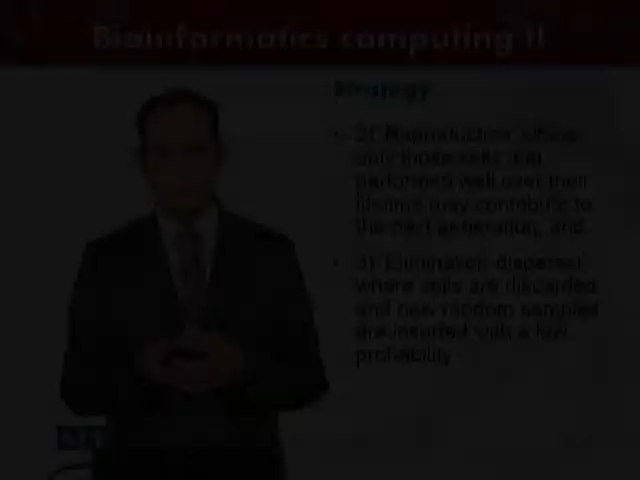 Bioinformatics computing II
Strategy
2) Reproduction where
only those cells that
performed well over their
lifetime may contribute to
the next generation, and
3) Elimination-dispersal
where cells are discarded
and new random samples
are inserted with a low
probability